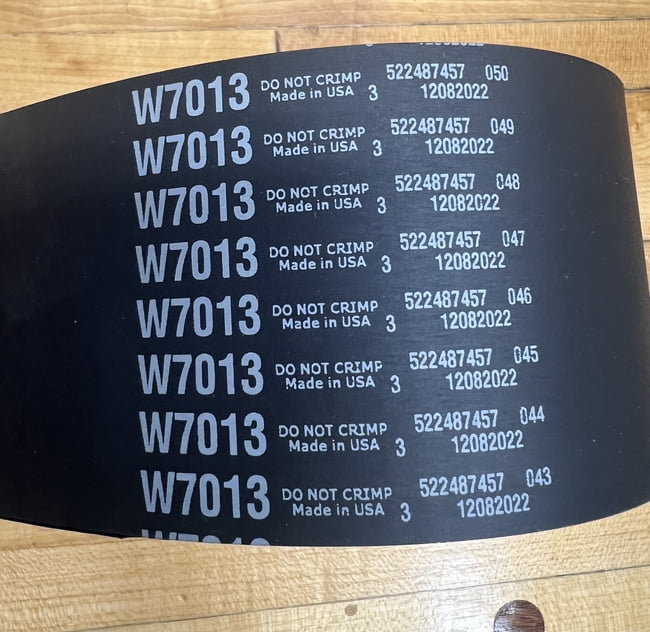 W7013 DO NOT CRIMP 522487457 050
Made in USA 3 12082022
W7013 DO NOT CRIMP 522487457 049
Made in USA 3 12082022
W7013 DO NOT CRIMP 522487457 048
Made in USA 3 12082022
W7013 DO NOT CRIMP 522487457 047
Made in USA 3 12082022
W7013 DO NOT CRIMP 522487457 046
Made in USA 3 12082022
W7013 DO NOT CRIMP 522487457 045
Made in USA 3 12082022
W7013 DO NOT CRIMP 522487457 044
Made in USA 3 12082022
W7013 DO NOT CRIMP 522487457 043
Made in USA 3 12082022